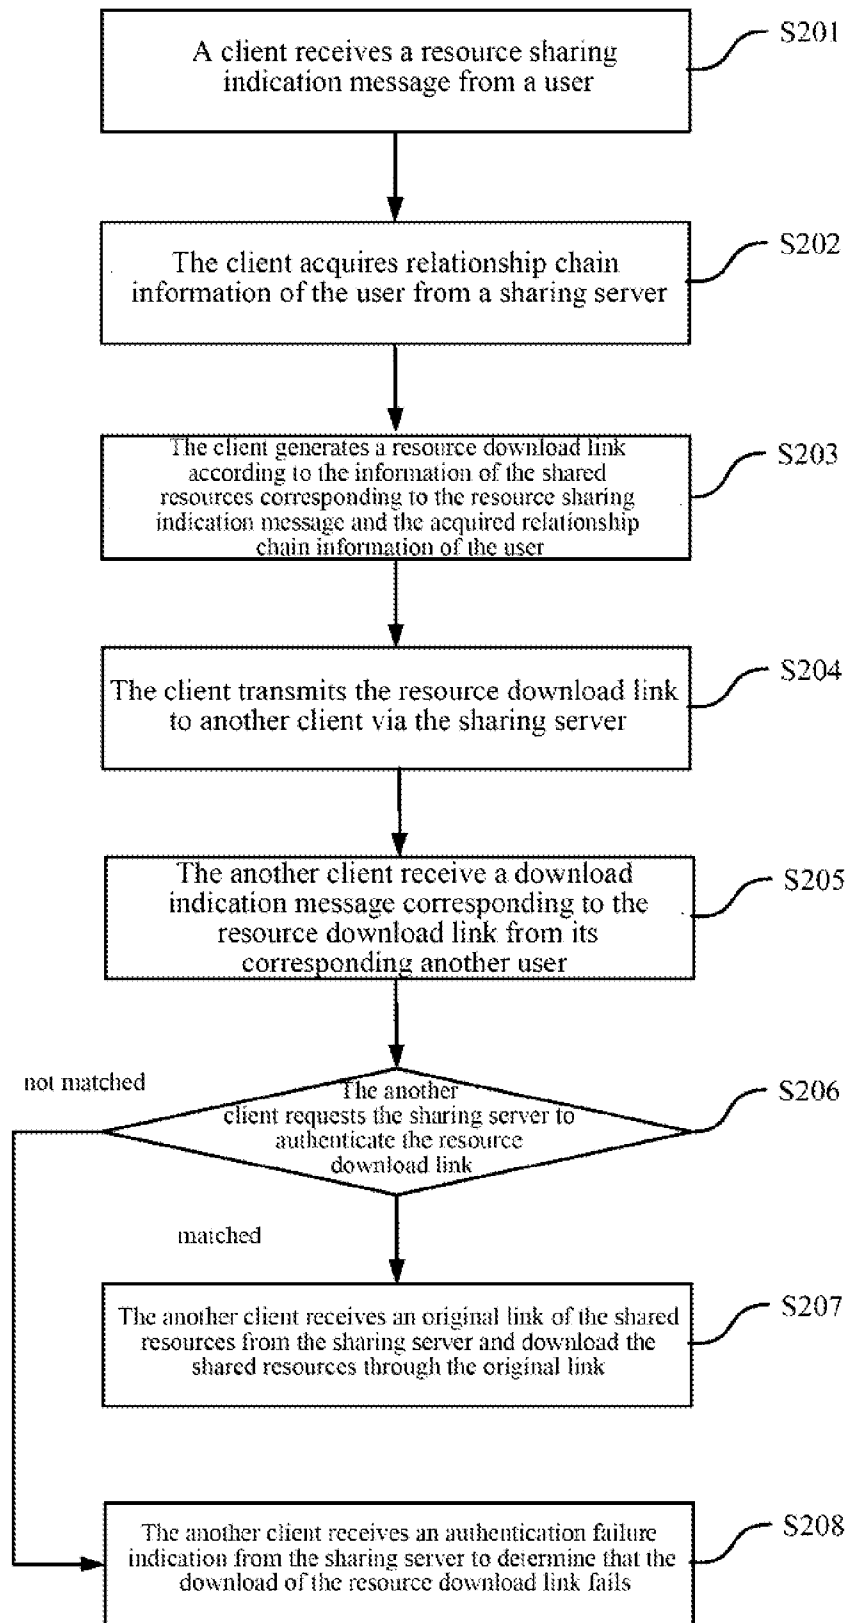 A client receives a resource sharing
indication message from a user
S201
The client acquires relationship chain
information of the user from a sharing server
S202
The client generates a resource download link
according to the information of the shared
resources corresponding to the resource sharing
indication message and the acquired relationship
chain information of the user
S203
The client transmits the resource download link
to another client via the sharing server
S204
The another client receive a download
indication message corresponding to the
resource download link from its
corresponding another user
S205
not matched
The another
client requests the sharing server to
authenticate the resource
download link
S206
matched
The another client receives an original link of the shared
resources from the sharing server and download the
shared resources through the original link
S207
The another client receives an authentication failure
indication from the sharing server to determine that the
download of the resource download link fails
S208